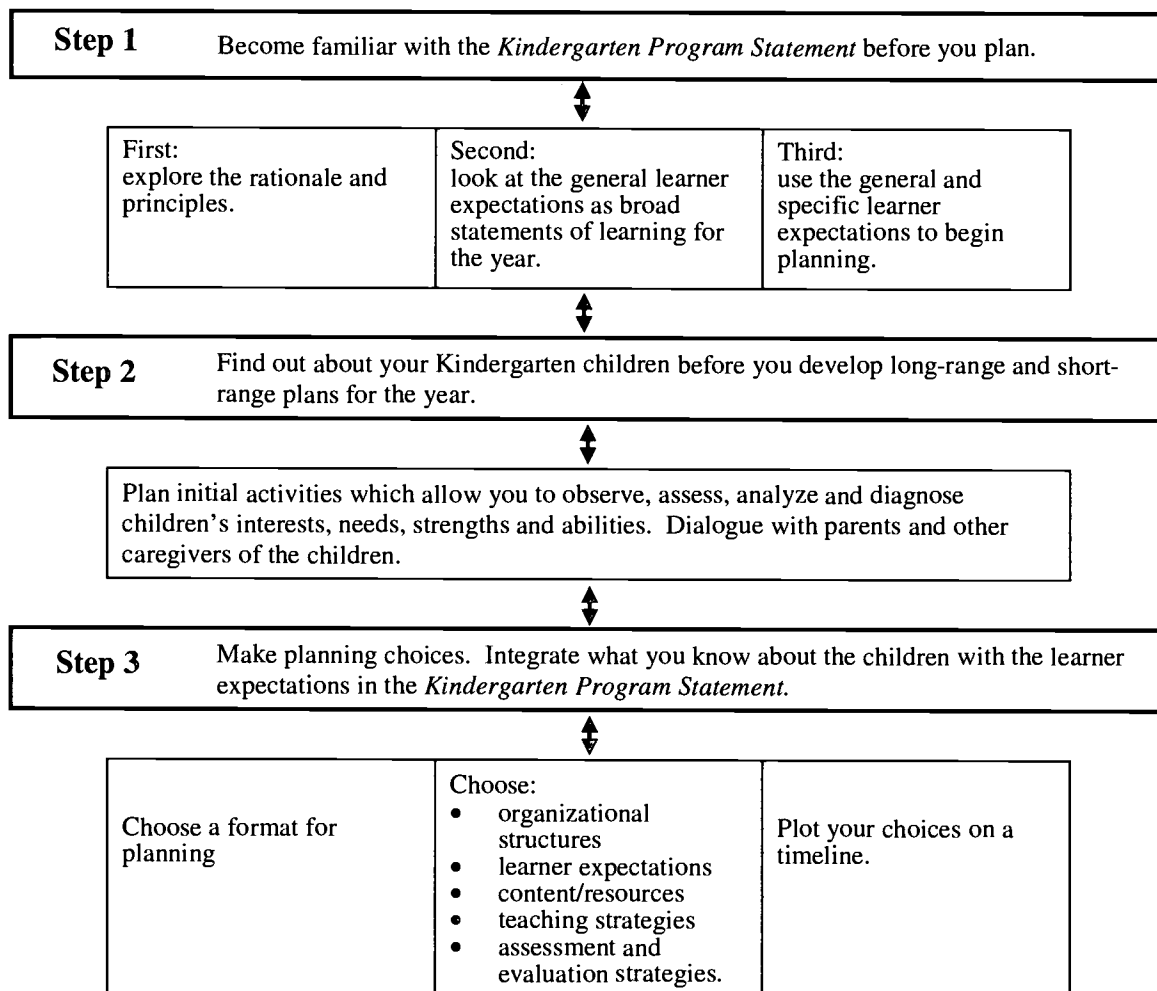 Step 1 Become familiar with the Kindergarten Program Statement before you plan.
First:
explore the rationale and
principles.
Second:
look at the general learner
expectations as broad
statements of learning for
the year.
Third:
use the general and
specific learner
expectations to begin
planning.
Step 2 Find out about your Kindergarten children before you develop long-range and short-
range plans for the year.
Plan initial activities which allow you to observe, assess, analyze and diagnose
children's interests, needs, strengths and abilities. Dialogue with parents and other
caregivers of the children.
Step 3 Make planning choices. Integrate what you know about the children with the learner
expectations in the Kindergarten Program Statement.
Choose a format for
planning
Choose:
• organizational
structures
• learner expectations
• content/resources
• teaching strategies
• assessment and
evaluation strategies.
Plot your choices on a
timeline.